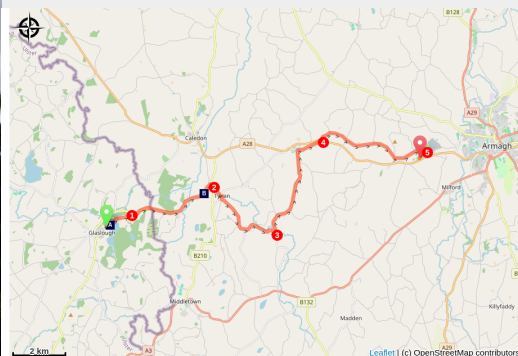 B128
A29
Caledon
A28
4
Armagh
5
Milford
B
2
Tynan
1
A
Glaslough
3
B210
Middletown
B132
Killyfaddy
Madden
A3
A29
2 km
Leaflet | (c) OpenStreetMap contributors